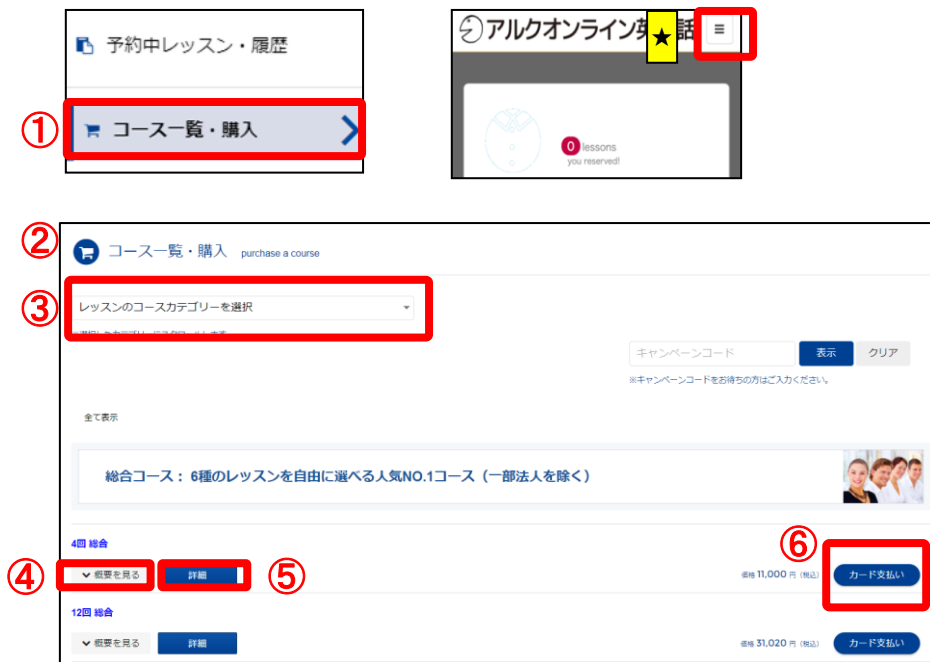 予約中レッスン・履歴
① コース一覧・購入
アルクオンライン英 ★ 話 ≡
0 lessons
you reserved!
② コース一覧・購入 purchase a course
③ レッスンのコースカテゴリーを選択
キャンペーンコード 表示 クリア
※キャンペーンコードをお持ちの方はご入力ください。
全て表示
総合コース： 6種のレッスンを自由に選べる人気NO.1コース（一部法人を除く）
4回 総合
⑥
④ 概要を見る 詳細 ⑤ 価格 11,000 円 (税込) カード支払い
12回 総合
概要を見る 詳細 価格 31,020 円 (税込) カード支払い